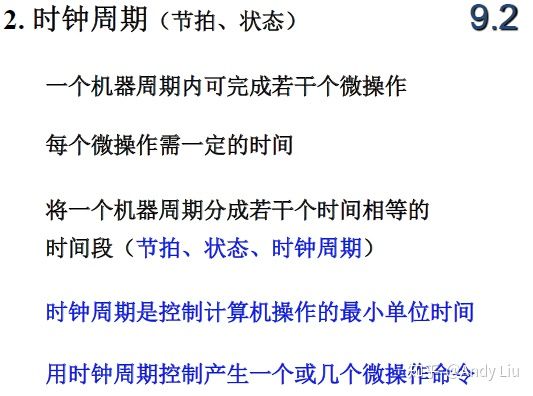 2. 时钟周期（节拍、状态） 9.2
一个机器周期内可完成若干个微操作
每个微操作需一定的时间
将一个机器周期分成若干个时间相等的
时间段（节拍、状态、时钟周期）
时钟周期是控制计算机操作的最小单位时间
用时钟周期控制产生一个或几个微操作命令
知乎 @Andy Liu